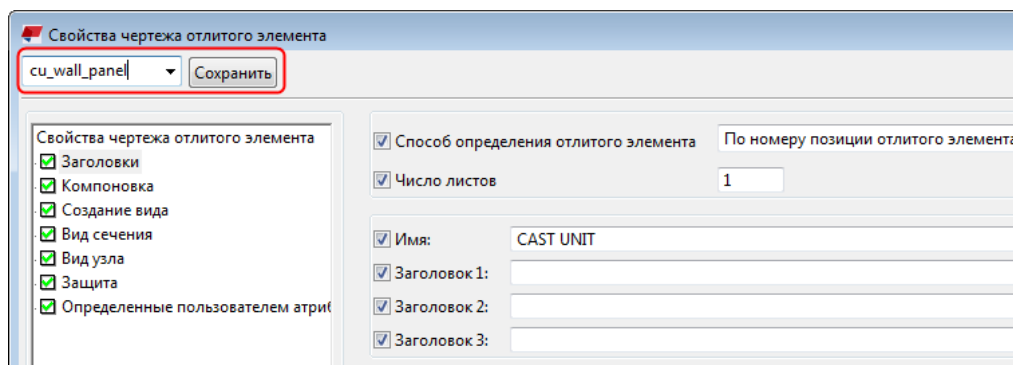 Свойства чертежа отлитого элемента
cu_wall_panel Сохранить
Свойства чертежа отлитого элемента
Заголовки
Компоновка
Создание вида
Вид сечения
Вид узла
Защита
Определенные пользователем атриб
Способ определения отлитого элемента По номеру позиции отлитого элемента
Число листов 1
Имя: CAST UNIT
Заголовок 1:
Заголовок 2:
Заголовок 3: